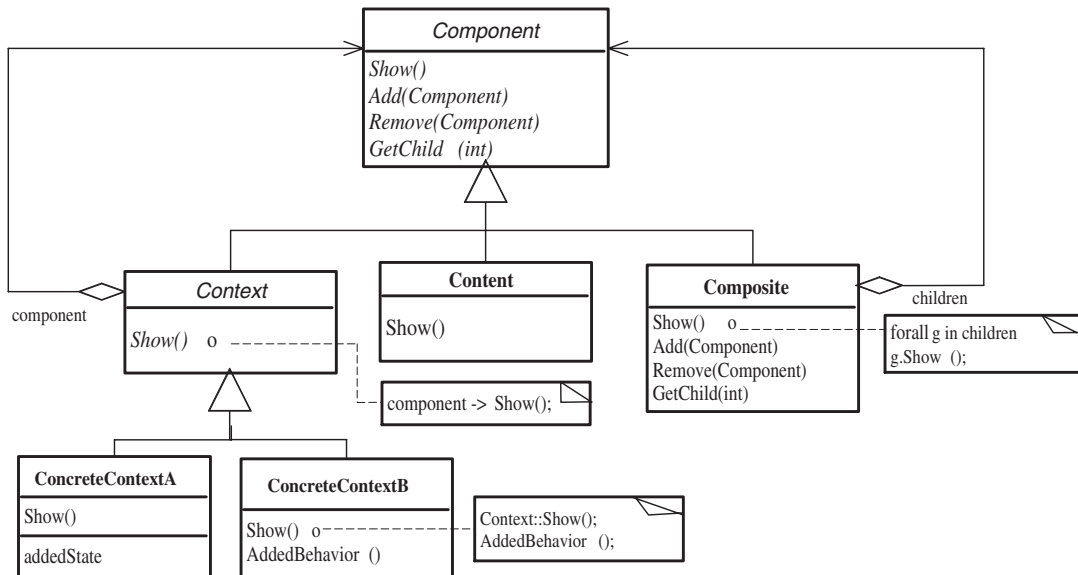 Component
Show()
Add(Component)
Remove(Component)
GetChild (int)
Context
Show() o
component
Content
Show()
Composite
Show() o
Add(Component)
Remove(Component)
GetChild(int)
children
forall g in children
g.Show ();
component -> Show();
ConcreteContextA
Show()
addedState
ConcreteContextB
Show() o
AddedBehavior ()
Context::Show();
AddedBehavior ();